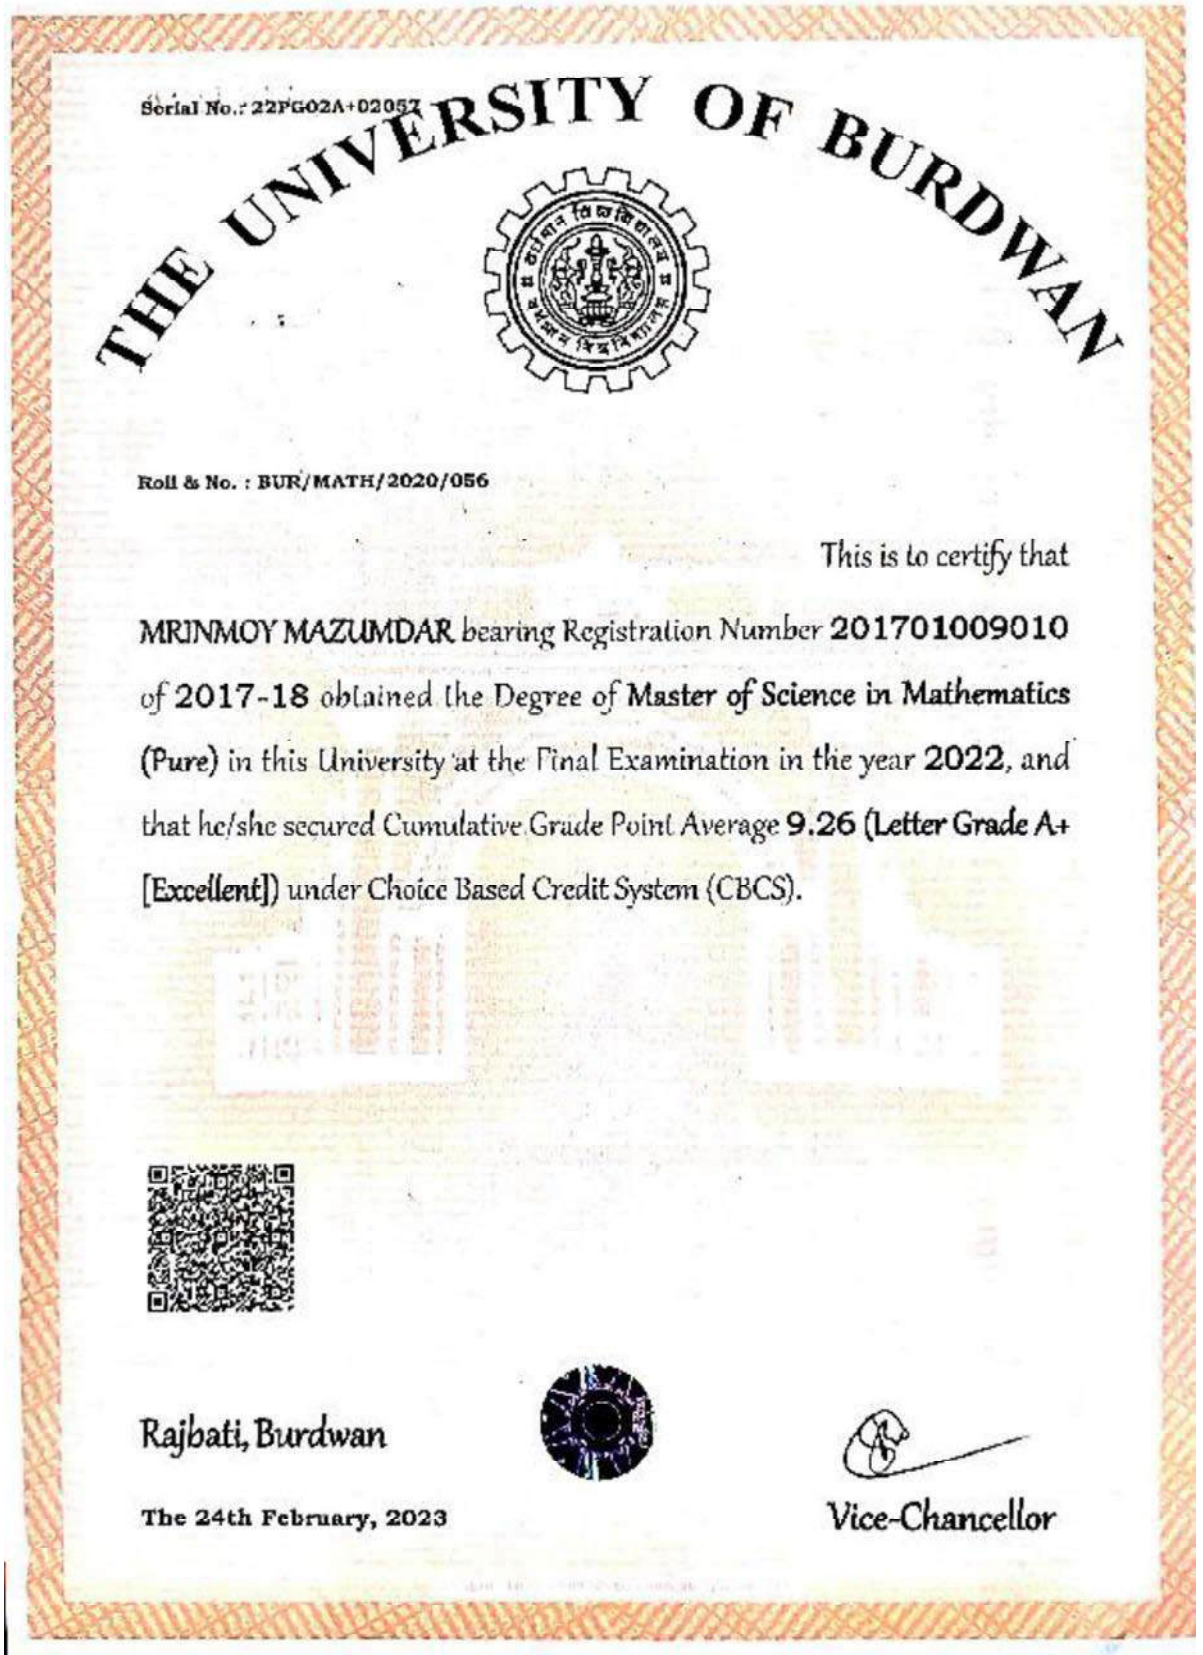 Serial No.: 22PG02A+02057
THE UNIVERSITY OF BURDWAN
বর্ধমান বিশ্ববিদ্যালয়
Roll & No. : BUR/MATH/2020/056
This is to certify that
MRINMOY MAZUMDAR bearing Registration Number 201701009010
of 2017-18 obtained the Degree of Master of Science in Mathematics
(Pure) in this University at the Final Examination in the year 2022, and
that he/she secured Cumulative Grade Point Average 9.26 (Letter Grade A+
[Excellent]) under Choice Based Credit System (CBCS).
Rajbati, Burdwan
The 24th February, 2023
Vice-Chancellor